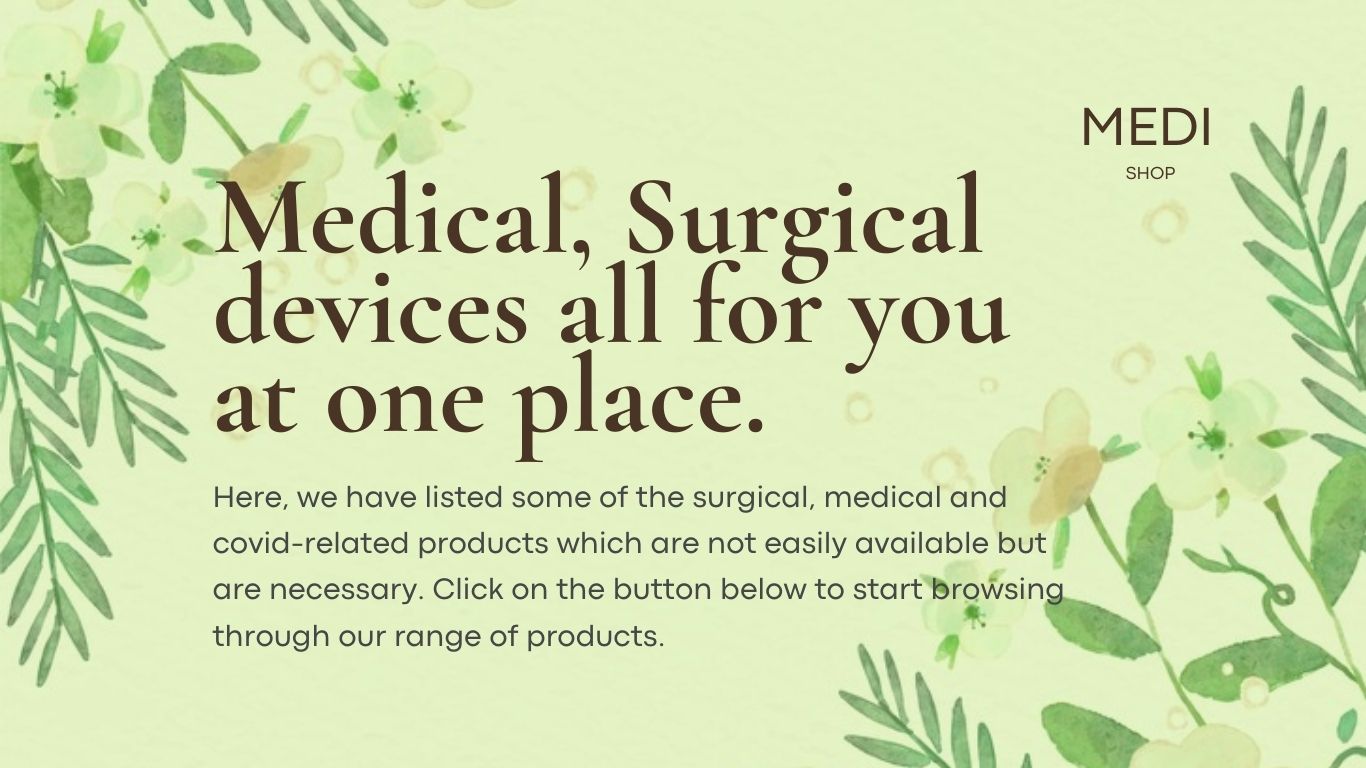 MEDI
SHOP
Medical, Surgical
devices all for you
at one place.
Here, we have listed some of the surgical, medical and
covid-related products which are not easily available but
are necessary. Click on the button below to start browsing
through our range of products.